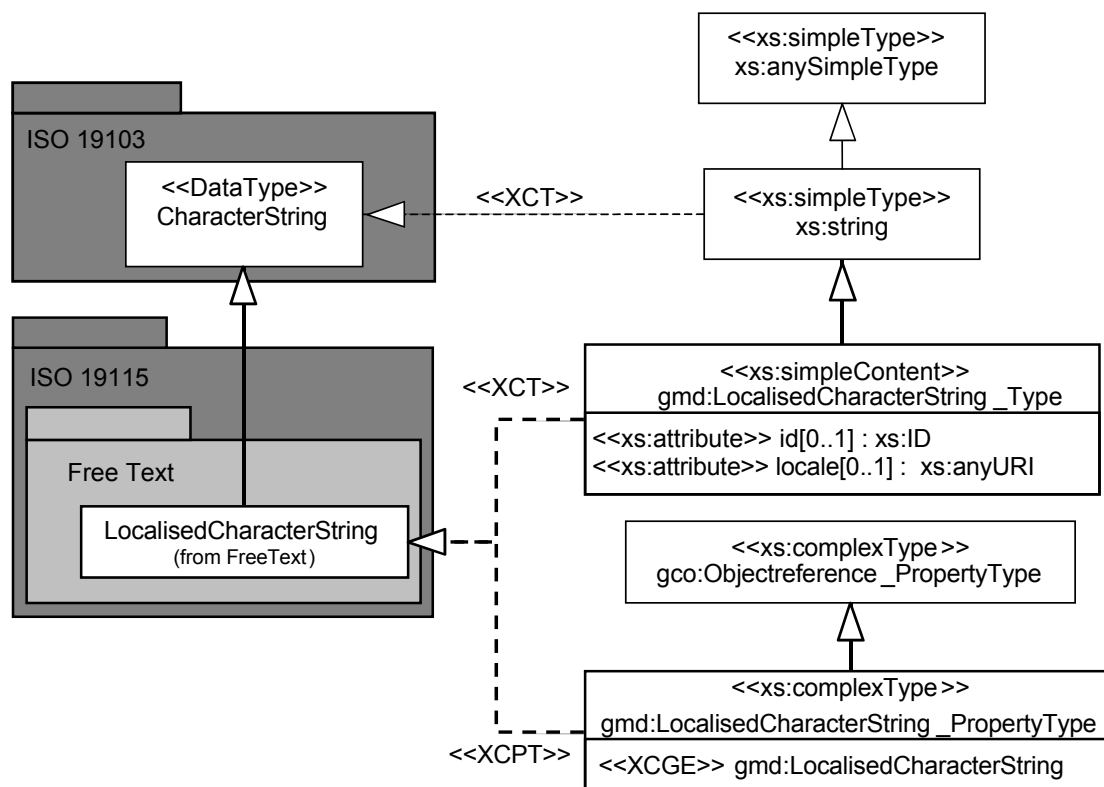 <<xs:simpleType>>
xs:anySimpleType
ISO 19103
<<DataType>>
CharacterString
<<XCT>>
<<xs:simpleType>>
xs:string
ISO 19115
Free Text
LocalisedCharacterString
(from FreeText)
<<XCT>>
<<xs:simpleContent>>
gmd:LocalisedCharacterString _Type
<<xs:attribute>> id[0..1] : xs:ID
<<xs:attribute>> locale[0..1] : xs:anyURI
<<xs:complexType>>
gco:Objectreference _PropertyType
<<xs:complexType>>
gmd:LocalisedCharacterString _PropertyType
<<XCPT>>
<<XCGE>> gmd:LocalisedCharacterString